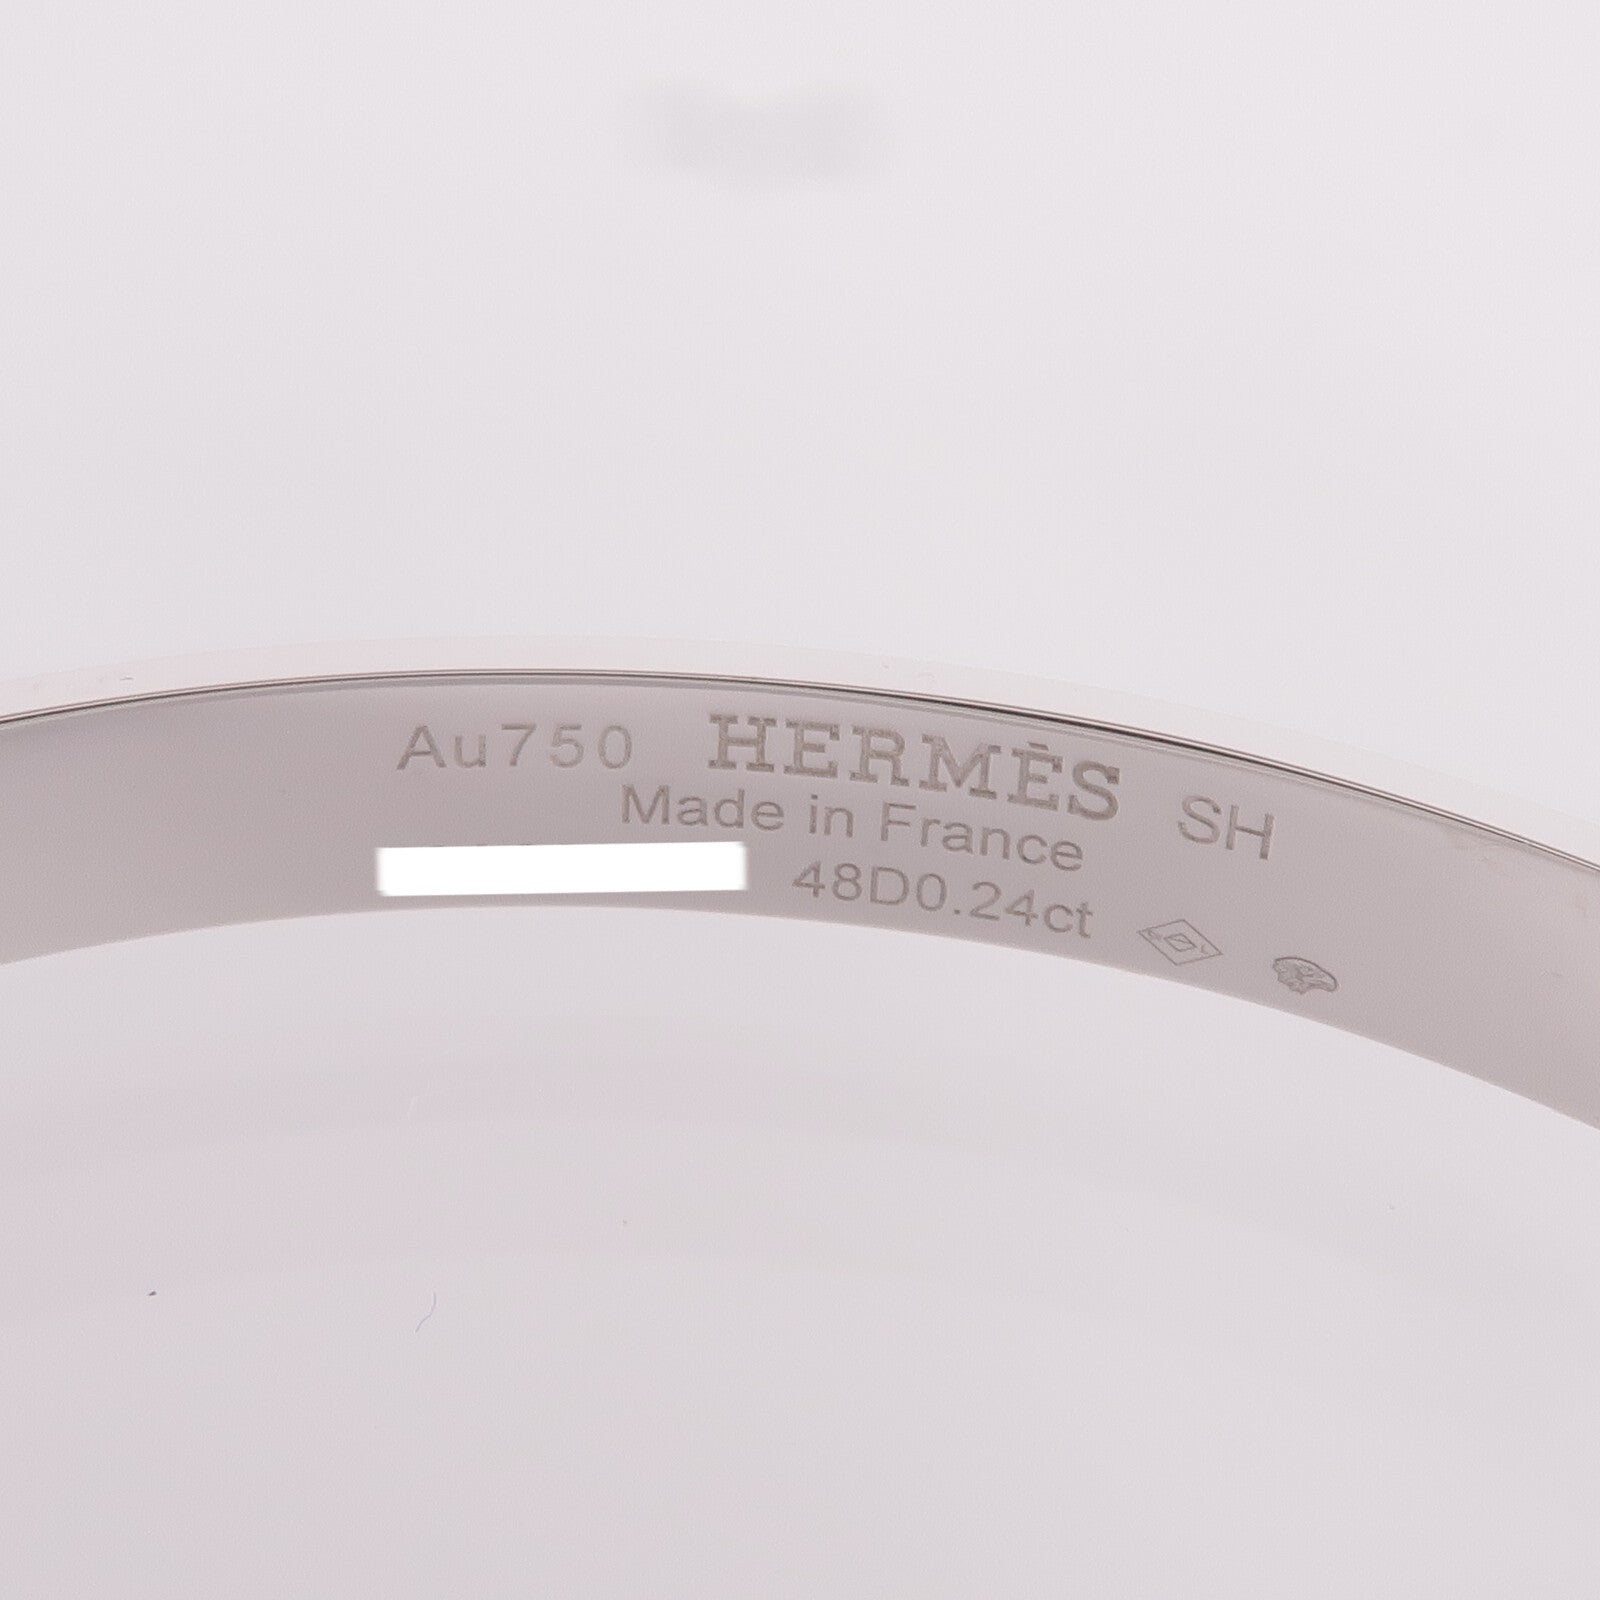 Au750 HERMÈS SH
Made in France
48D0.24ct